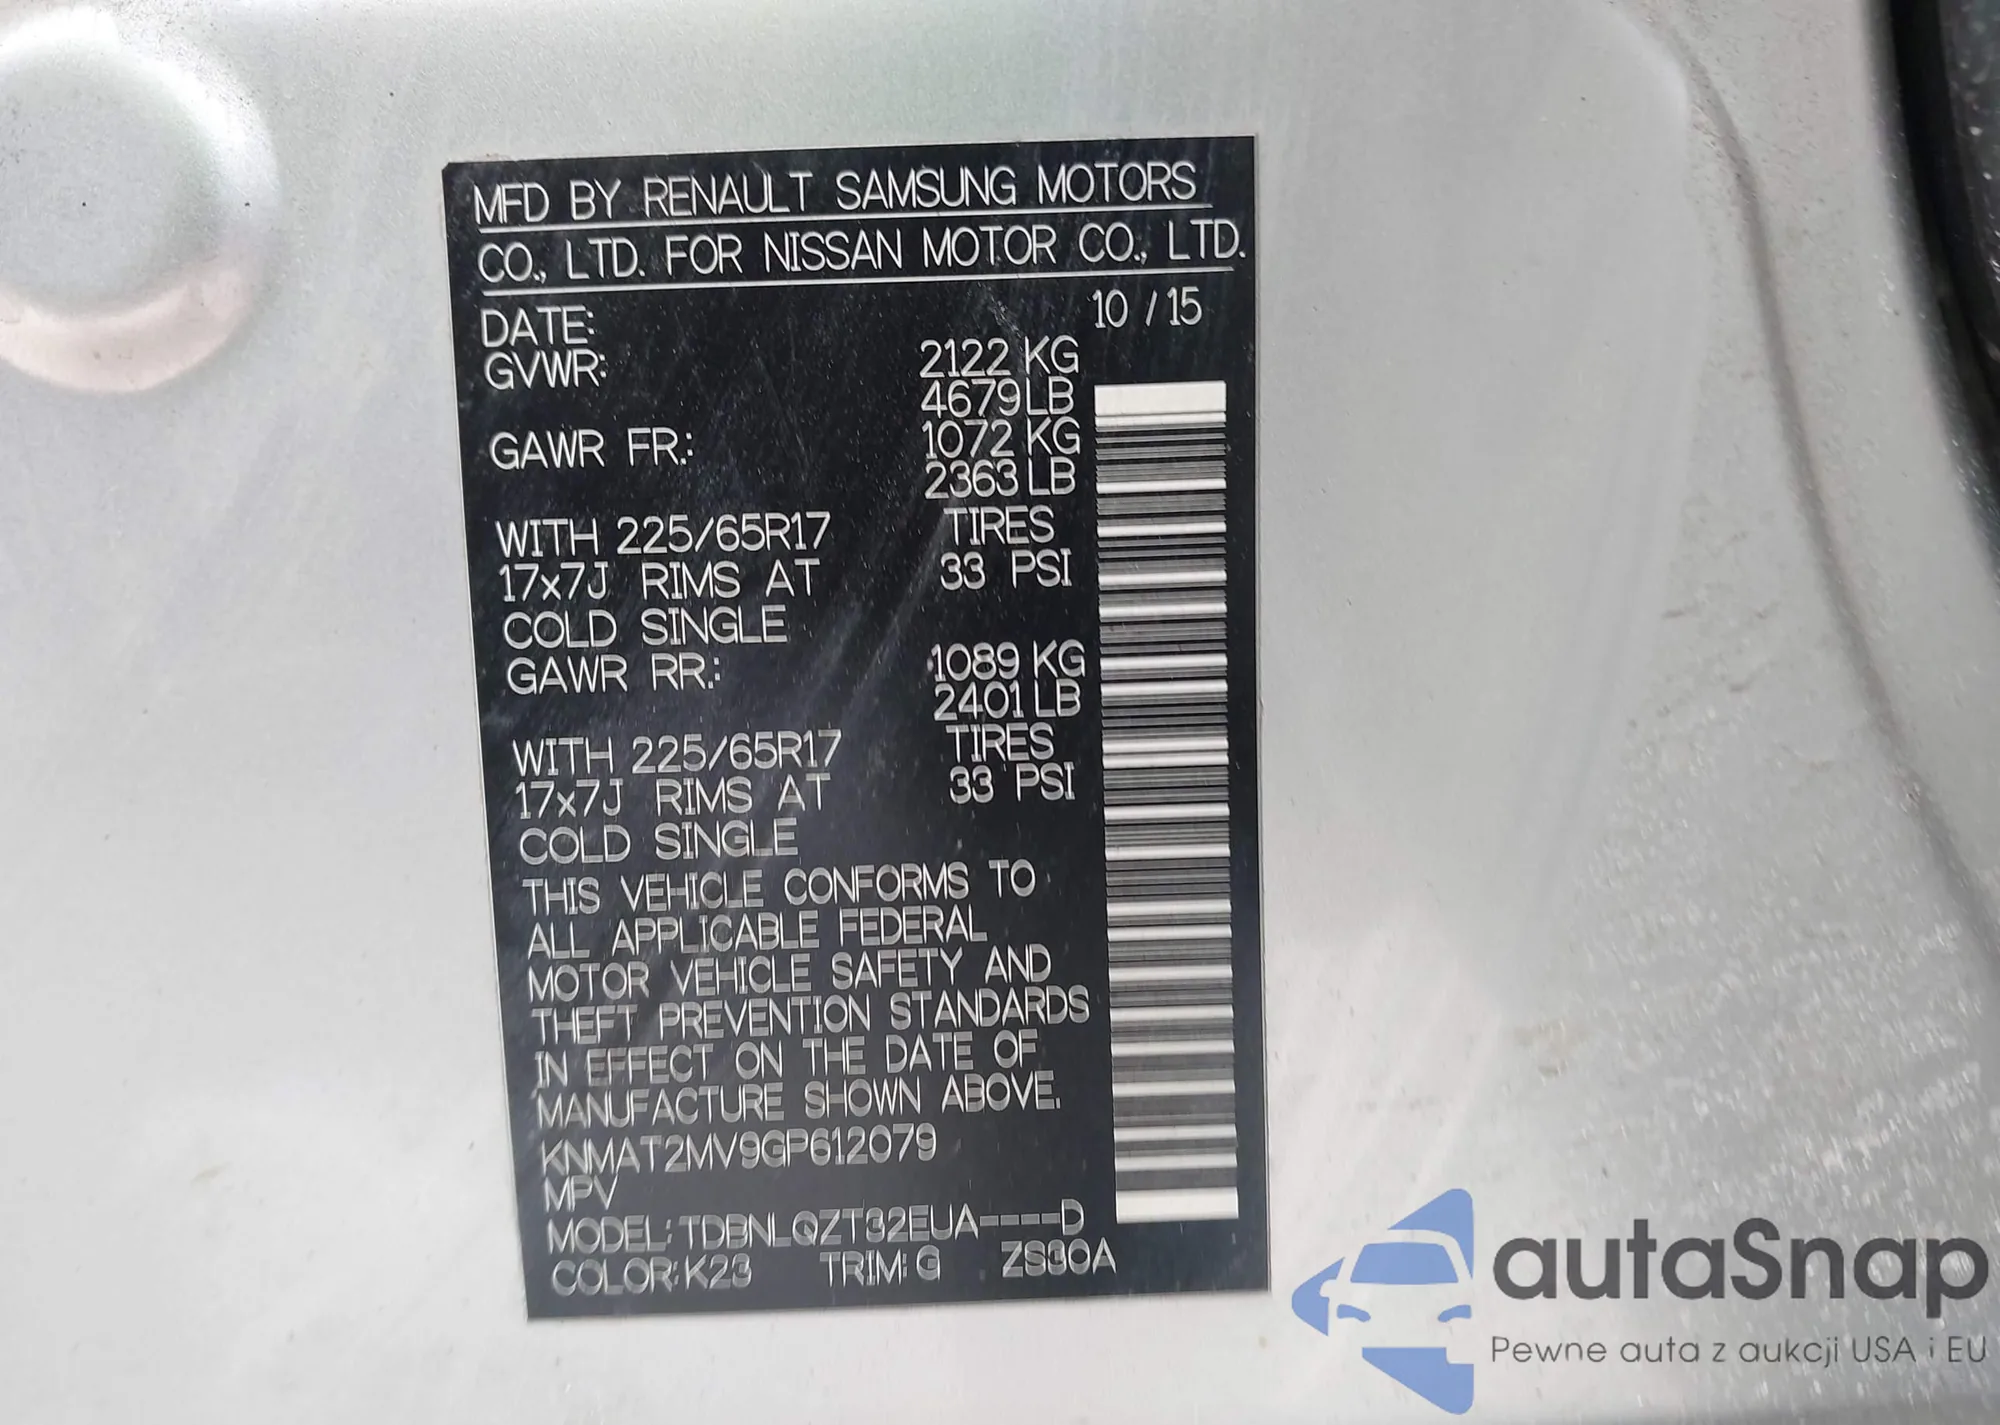 MFD BY RENAULT SAMSUNG MOTORS
CO., LTD. FOR NISSAN MOTOR CO., LTD.
DATE: 10 / 15
GVWR: 2122 KG
4679 LB
GAWR FR.: 1072 KG
2363 LB
WITH 225/65R17 TIRES
17x7J RIMS AT 33 PSI
COLD SINGLE
GAWR RR.: 1089 KG
2401 LB
WITH 225/65R17 TIRES
17x7J RIMS AT 33 PSI
COLD SINGLE
THIS VEHICLE CONFORMS TO
ALL APPLICABLE FEDERAL
MOTOR VEHICLE SAFETY AND
THEFT PREVENTION STANDARDS
IN EFFECT ON THE DATE OF
MANUFACTURE SHOWN ABOVE.
KNMAT2MV9GP612079
MPV
MODEL: TDBNLQZT32EUA----D
COLOR: K23 TRIM: G ZS30A
autaSnap
Pewne auta z aukcji USA i EU